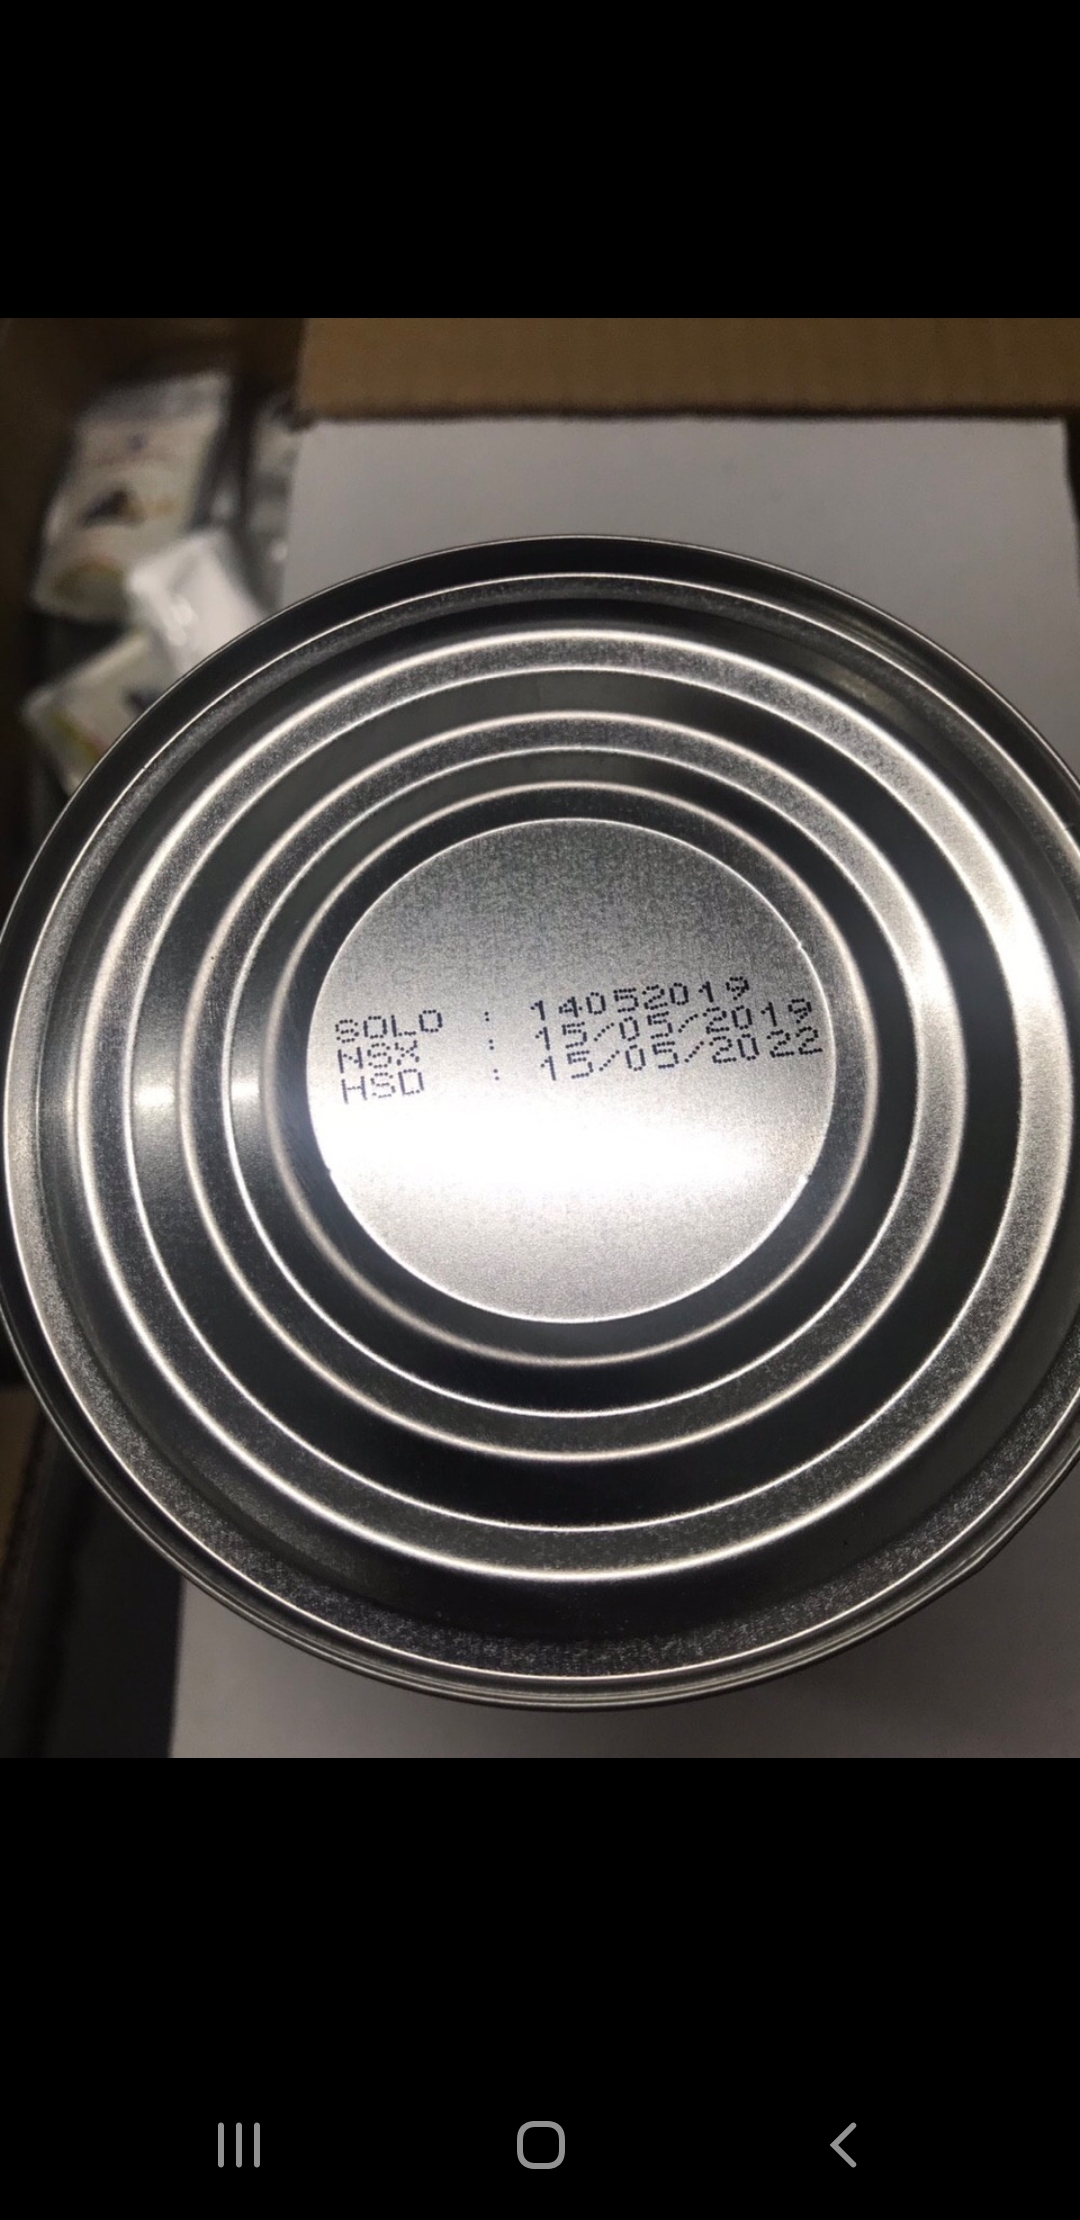 SOLO : 14052019
NSX : 15/05/2019
HSD : 15/05/2022